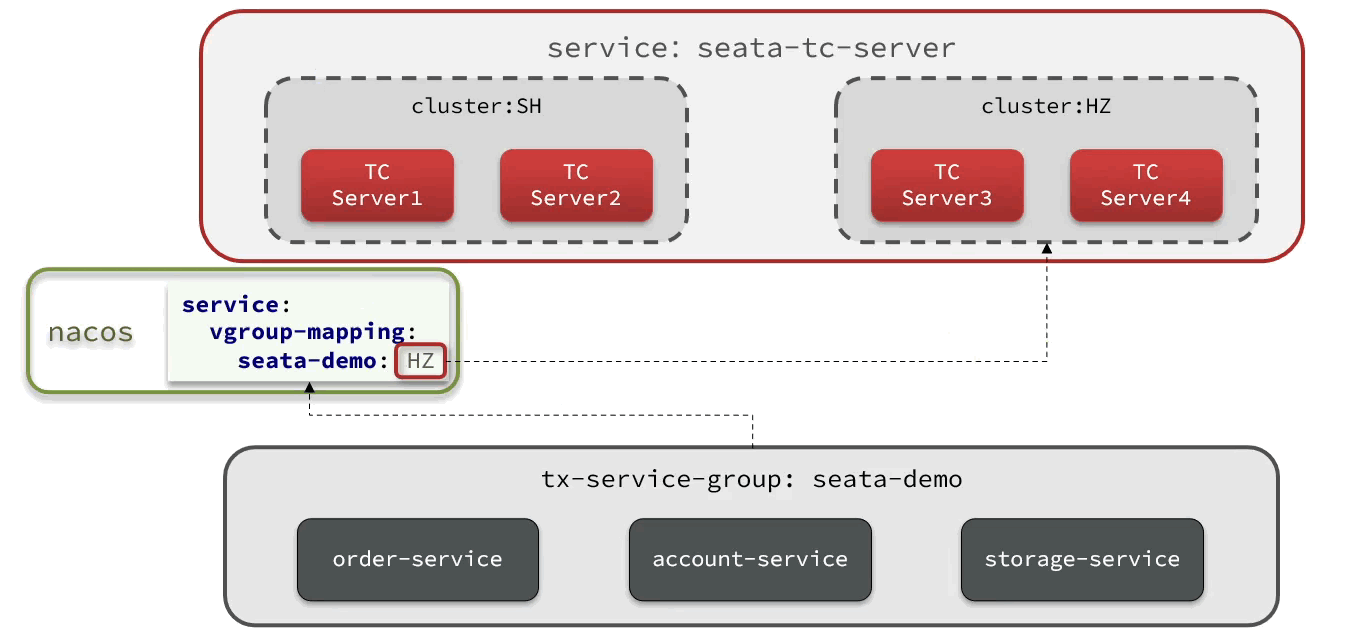 service: seata-tc-server
cluster:SH
cluster:HZ
TC
Server1
TC
Server2
TC
Server3
TC
Server4
nacos
service:
vgroup-mapping:
seata-demo: HZ
tx-service-group: seata-demo
order-service
account-service
storage-service